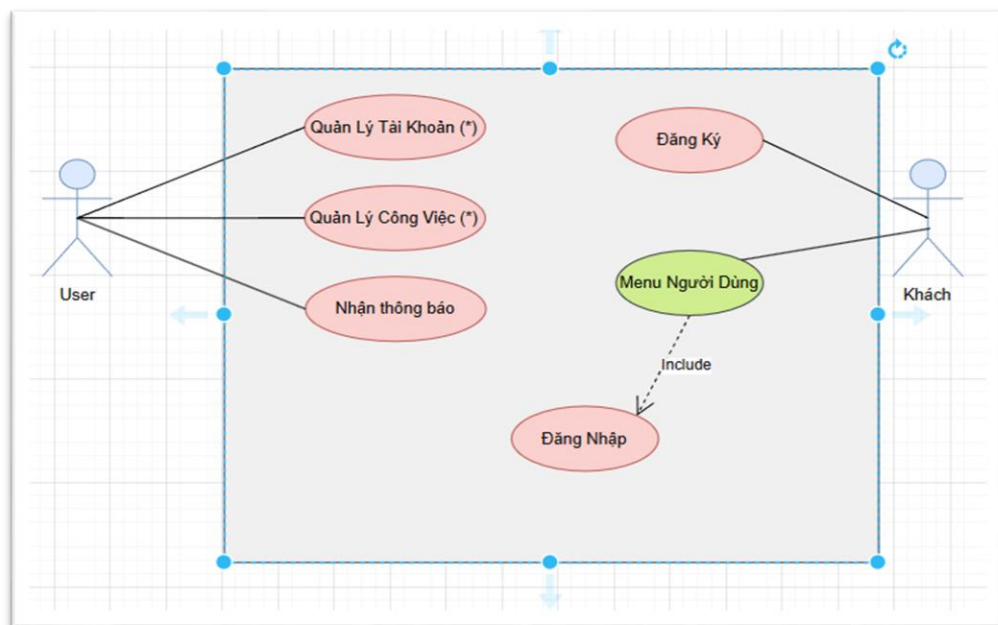 Quản Lý Tài Khoản (*)
Đăng Ký
Quản Lý Công Việc (*)
User
Nhận thông báo
Menu Người Dùng
Khách
Include
Đăng Nhập